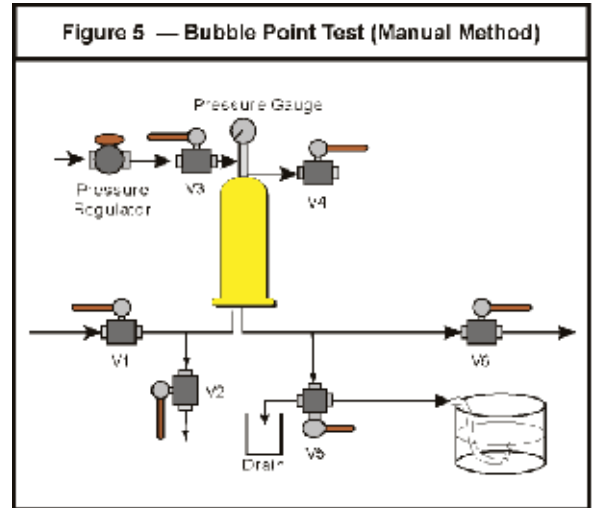 Figure 5 — Bubble Point Test (Manual Method)
Pressure Gauge
V3
V4
Pressure
Regulator
V1
V2
V6
V5
Drain